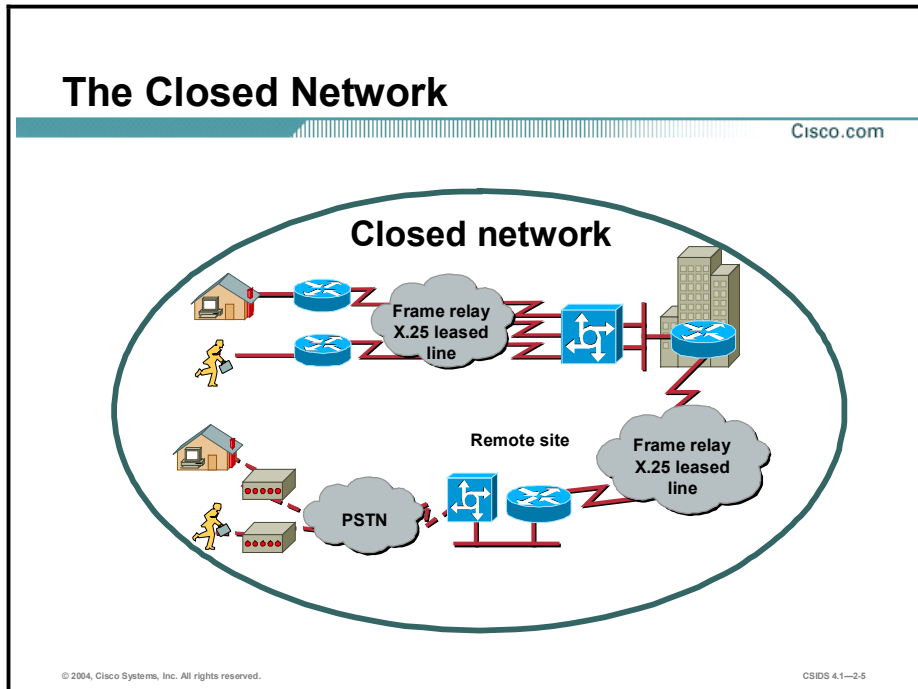 The Closed Network
Cisco.com
Closed network
Frame relay
X.25 leased
line
Remote site
Frame relay
X.25 leased
line
PSTN
© 2004, Cisco Systems, Inc. All rights reserved.
CSIDS 4.1—2-5